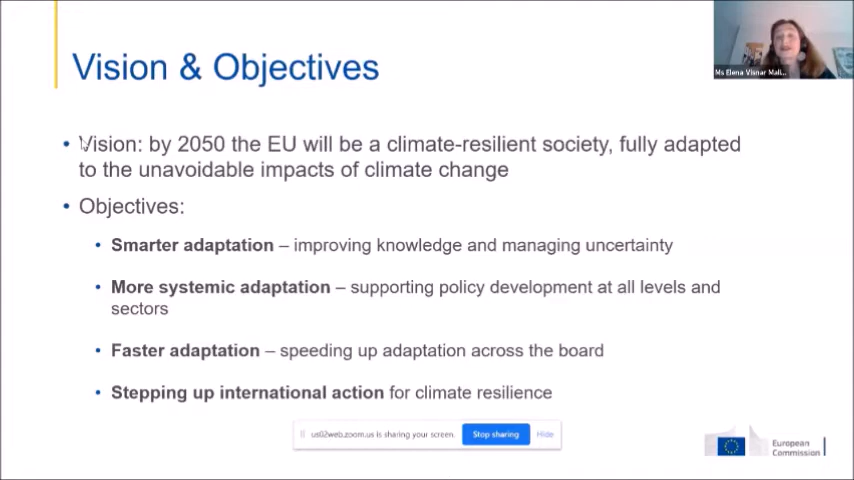 Vision & Objectives
Ms Elena Visnar Mali...
• Vision: by 2050 the EU will be a climate-resilient society, fully adapted
to the unavoidable impacts of climate change
• Objectives:
• Smarter adaptation – improving knowledge and managing uncertainty
• More systemic adaptation – supporting policy development at all levels and
sectors
• Faster adaptation – speeding up adaptation across the board
• Stepping up international action for climate resilience
us02web.zoom.us is sharing your screen. Stop sharing Hide
European
Commission